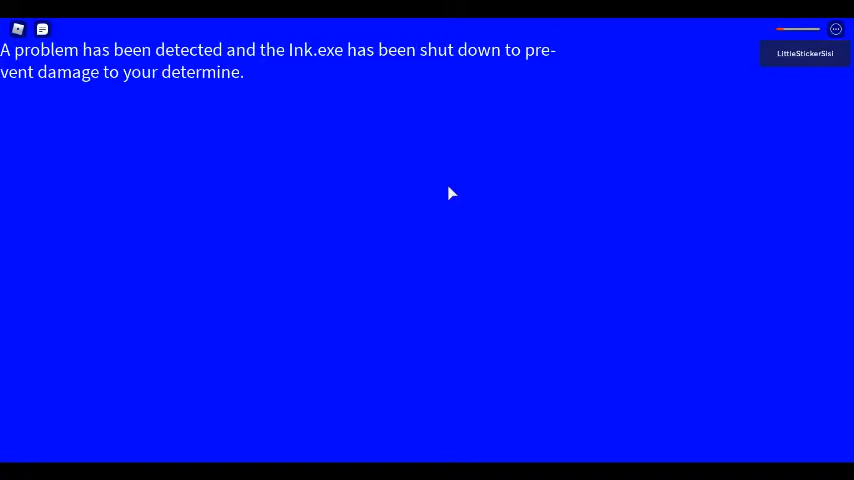 A problem has been detected and the Ink.exe has been shut down to pre-
vent damage to your determine.
LittleStickerSisi